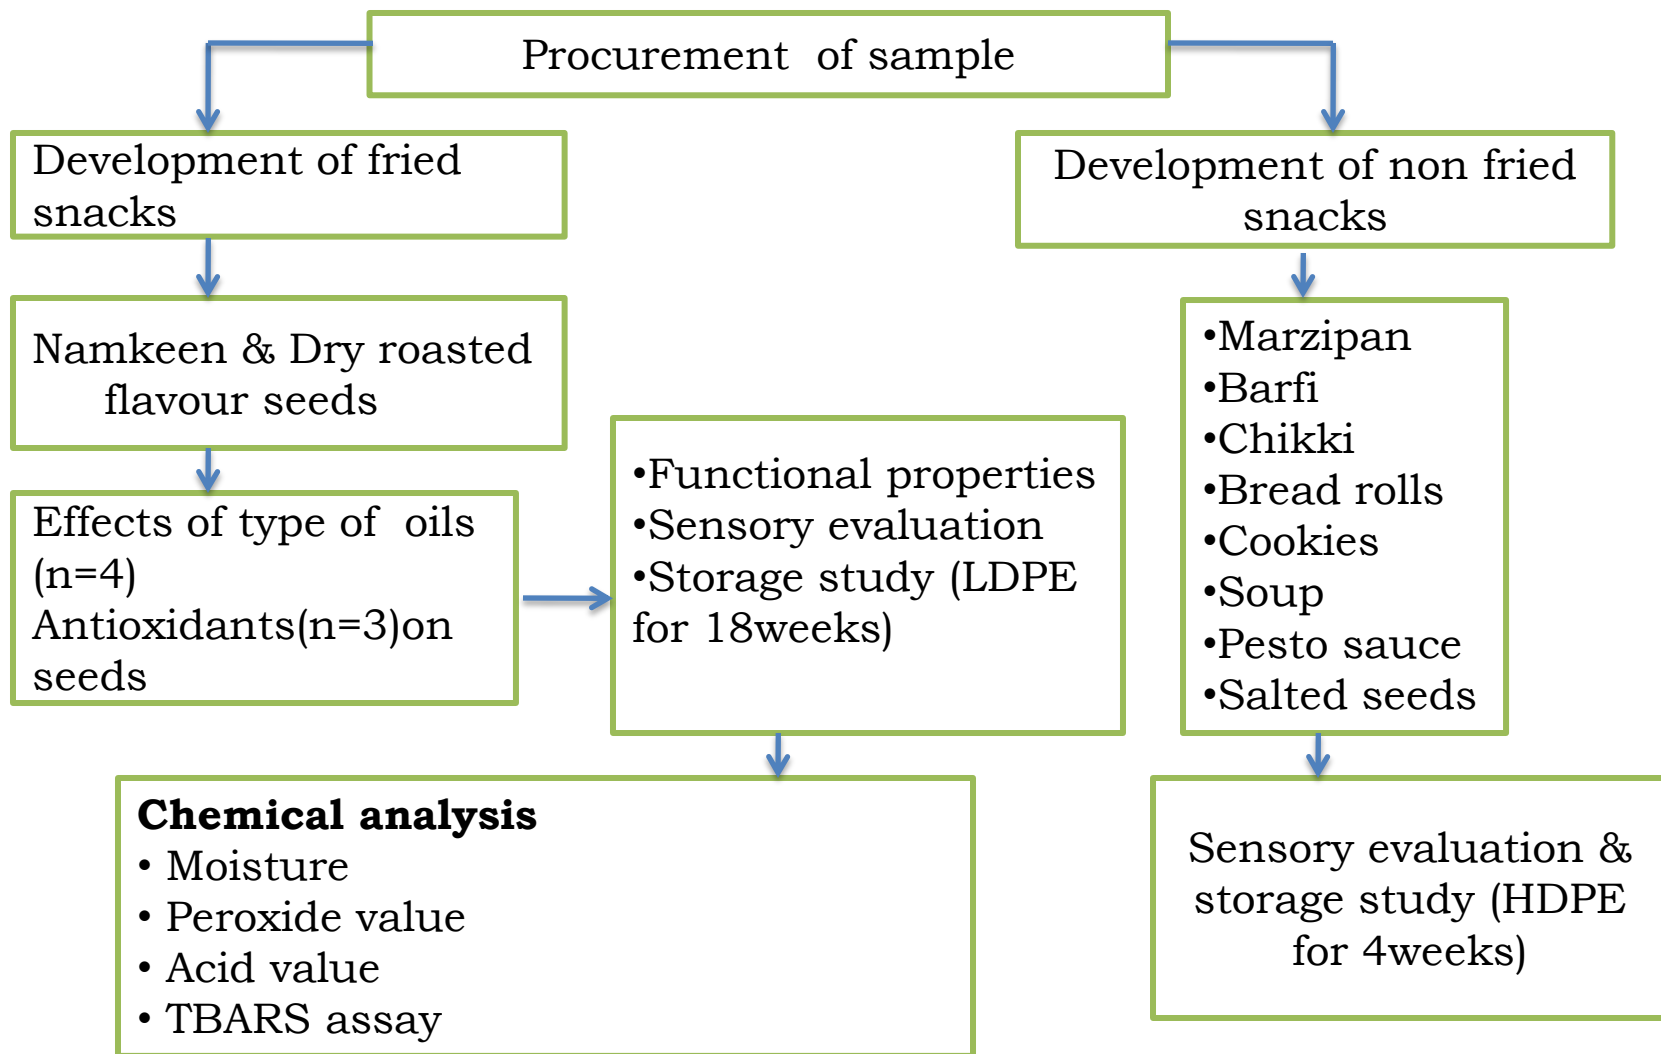 Procurement  of sample
Development of fried
snacks
Namkeen & Dry roasted
flavour seeds
Effects of type of  oils
(n=4)
Antioxidants(n=3)on
seeds
•Functional properties
•Sensory evaluation
•Storage study (LDPE
for 18weeks)
Chemical analysis
• Moisture
• Peroxide value
• Acid value
• TBARS assay
Development of non fried
snacks
•Marzipan
•Barfi
•Chikki
•Bread rolls
•Cookies
•Soup
•Pesto sauce
•Salted seeds
Sensory evaluation &
storage study (HDPE
for 4weeks)